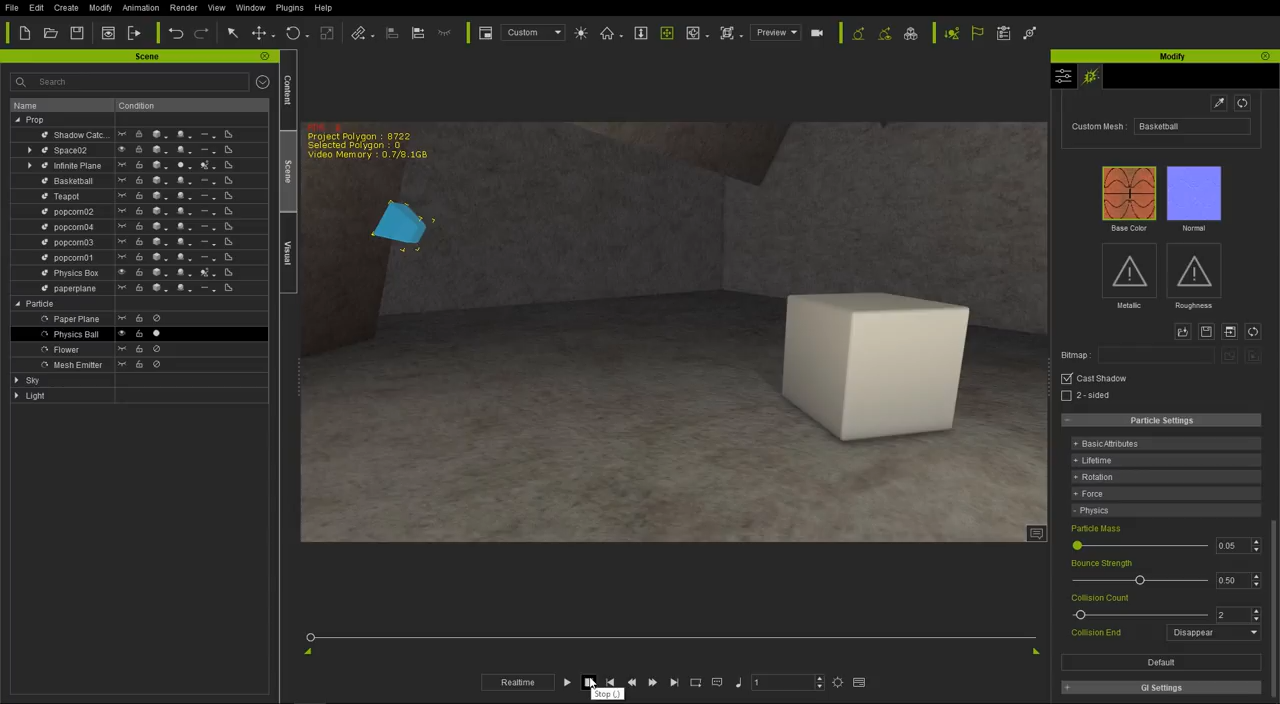 File Edit Create Modify Animation Render View Window Plugins Help
Custom Preview
Scene
Search
Name Condition
Prop
Shadow Catc...
Space02
Infinite Plane
Basketball
Teapot
popcorn02
popcorn04
popcorn03
popcorn01
Physics Box
paperplane
Particle
Paper Plane
Physics Ball
Flower
Mesh Emitter
Sky
Light
Content
Scene
Visual
Project Polygon : 8722
Selected Polygon : 0
Video Memory : 0.7/8.1GB
Realtime 1
Stop (,)
Modify
Custom Mesh : Basketball
Base Color Normal
Metallic Roughness
Bitmap :
Cast Shadow
2 - sided
- Particle Settings
+ Basic Attributes
+ Lifetime
+ Rotation
+ Force
- Physics
Particle Mass
0.05
Bounce Strength
0.50
Collision Count
2
Collision End Disappear
Default
+ GI Settings